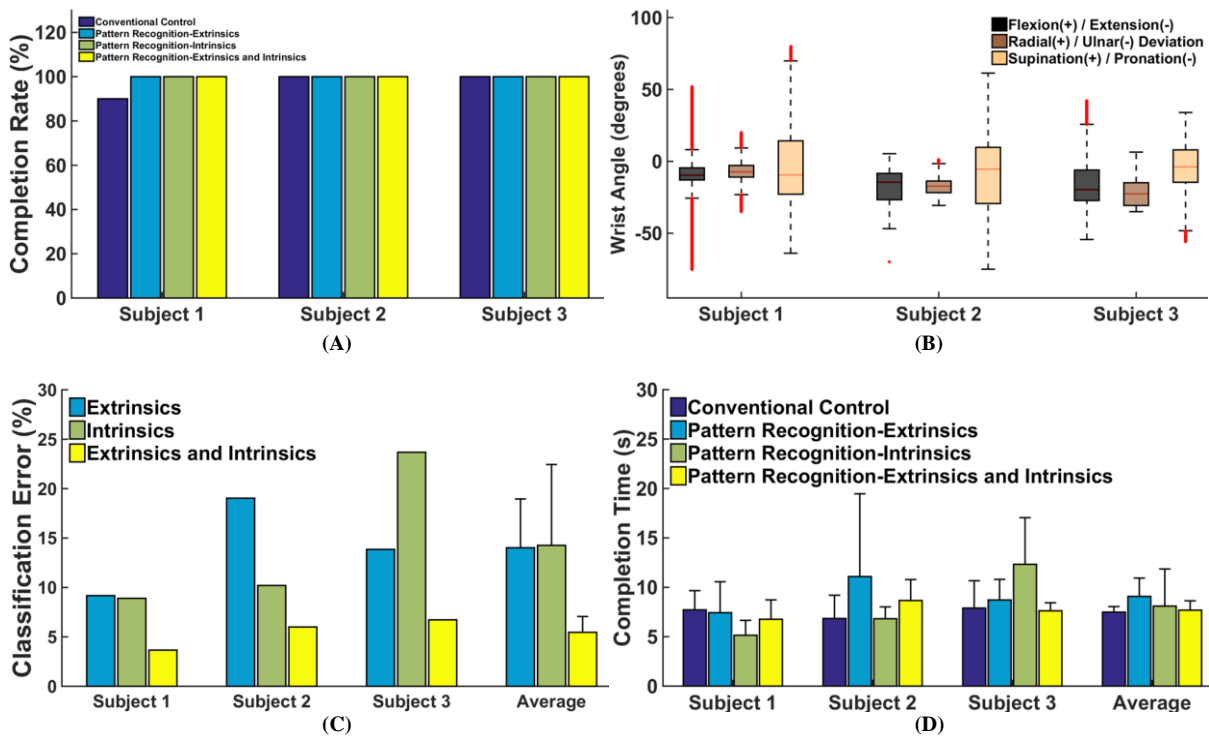 Completion Rate (%)
120
100
80
60
40
20
0
Conventional Control
Pattern Recognition-Extrinsics
Pattern Recognition-Intrinsics
Pattern Recognition-Extrinsics and Intrinsics
Subject 1
Subject 2
Subject 3
(A)
Wrist Angle (degrees)
100
50
0
-50
Flexion(+) / Extension(-)
Radial(+) / Ulnar(-) Deviation
Supination(+) / Pronation(-)
Subject 1
Subject 2
Subject 3
(B)
Classification Error (%)
30
25
20
15
10
5
0
Extrinsics
Intrinsics
Extrinsics and Intrinsics
Subject 1
Subject 2
Subject 3
Average
(C)
Completion Time (s)
30
25
20
15
10
5
0
Conventional Control
Pattern Recognition-Extrinsics
Pattern Recognition-Intrinsics
Pattern Recognition-Extrinsics and Intrinsics
Subject 1
Subject 2
Subject 3
Average
(D)